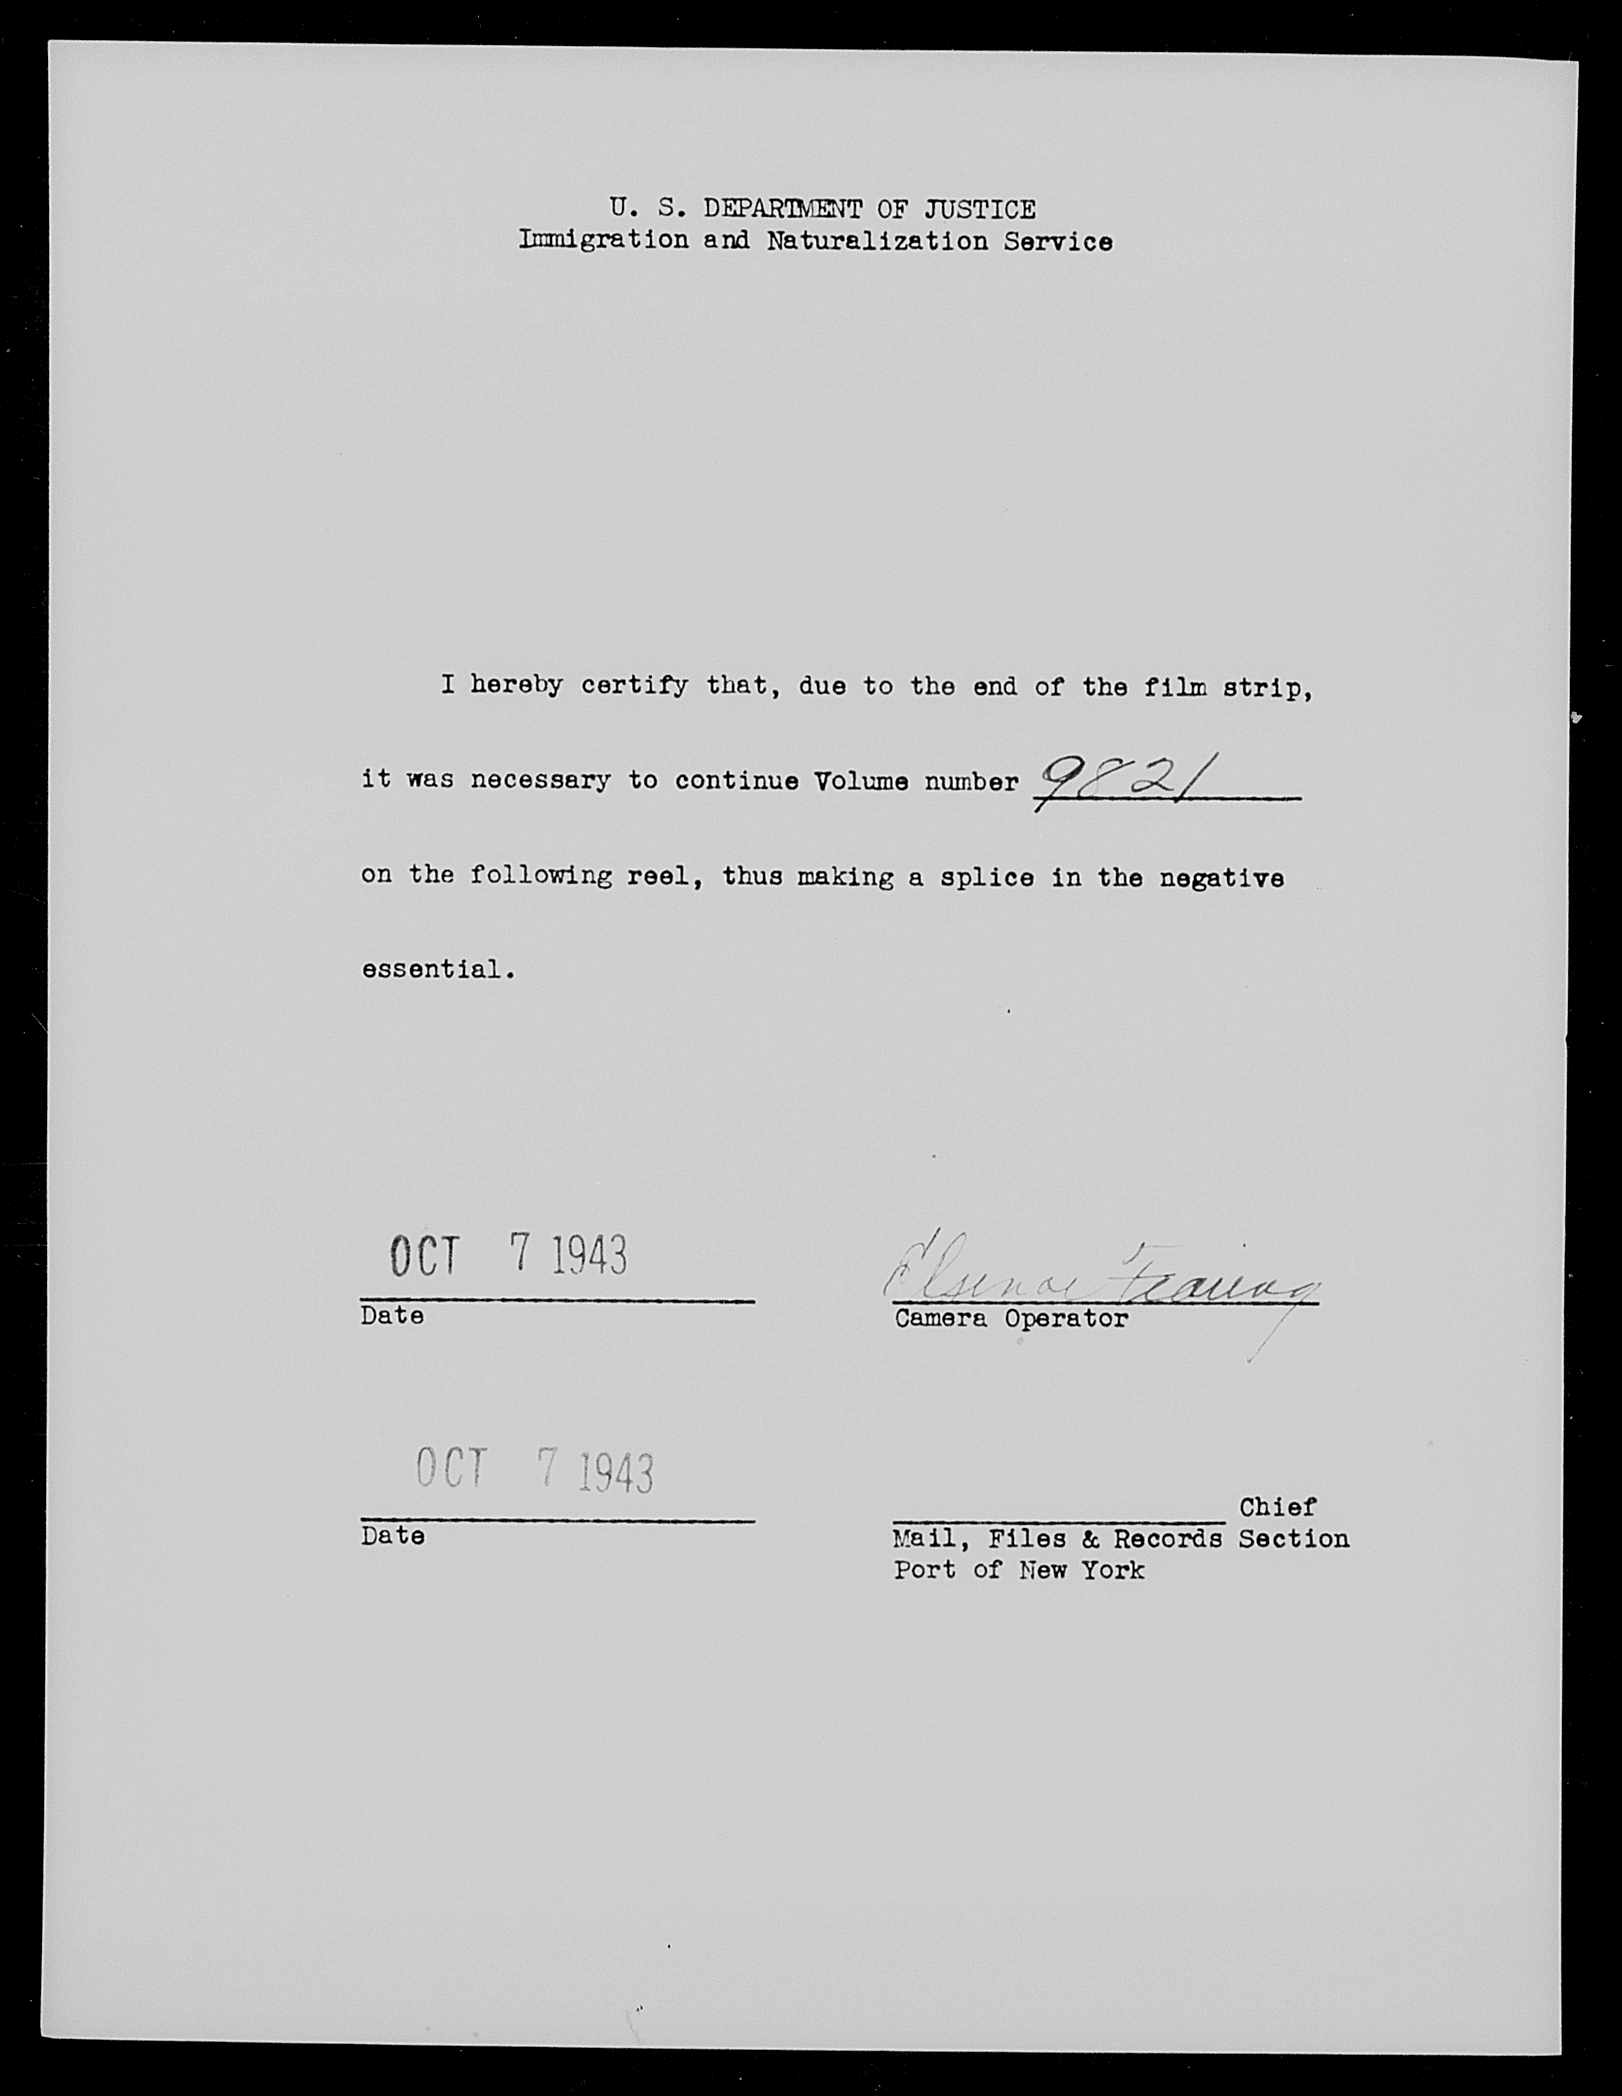 U. S. DEPARTMENT OF JUSTICE
Immigration and Naturalization Service
I hereby certify that, due to the end of the film strip,
it was necessary to continue Volume number 9821
on the following reel, thus making a splice in the negative
essential.
OCT 7 1943
Date
Camera Operator
OCT 7 1943
Date
Chief
Mail, Files & Records Section
Port of New York